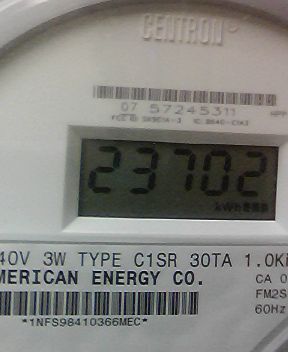 CENTRON®
07 57245311
23702
kWh
40V 3W TYPE C1SR 30TA 1.0K
MERICAN ENERGY CO.
CA 0
FM2S
60Hz
*1NFS98410366MEC*